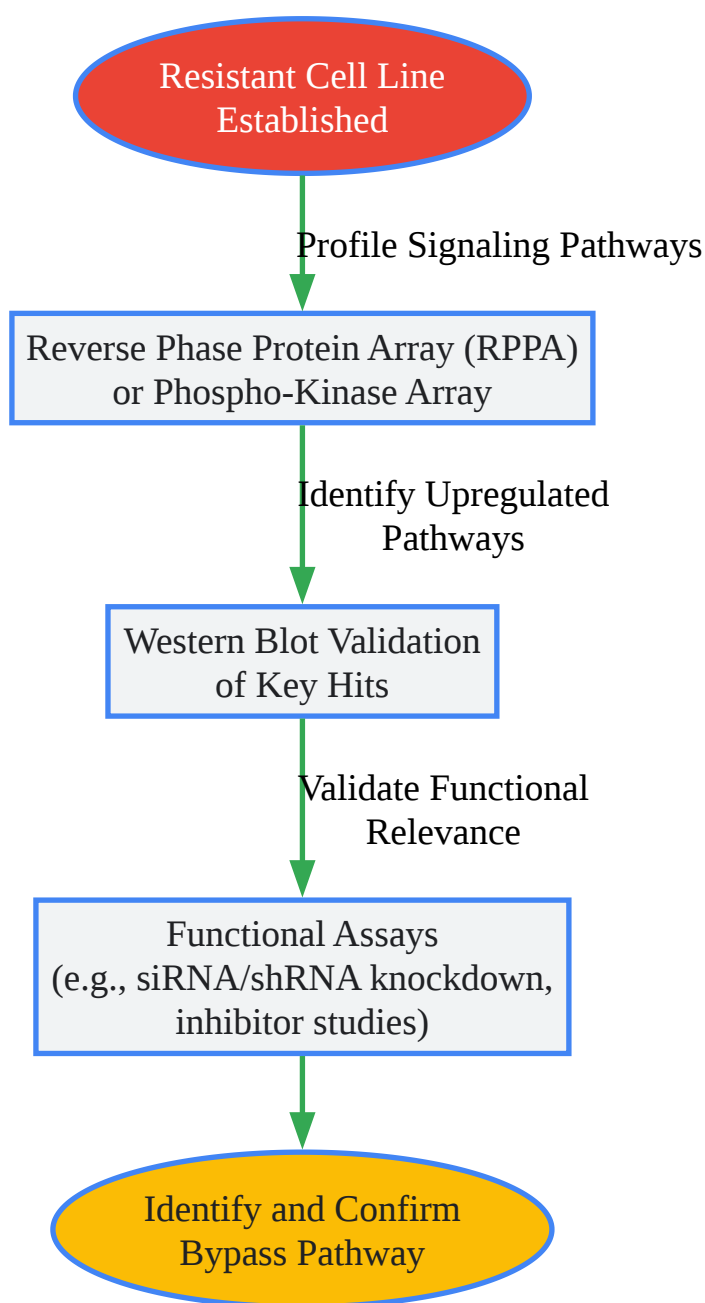 Resistant Cell Line
Established
Profile Signaling Pathways
Reverse Phase Protein Array (RPPA)
or Phospho-Kinase Array
Identify Upregulated
Pathways
Western Blot Validation
of Key Hits
Validate Functional
Relevance
Functional Assays
(e.g., siRNA/shRNA knockdown,
inhibitor studies)
Identify and Confirm
Bypass Pathway